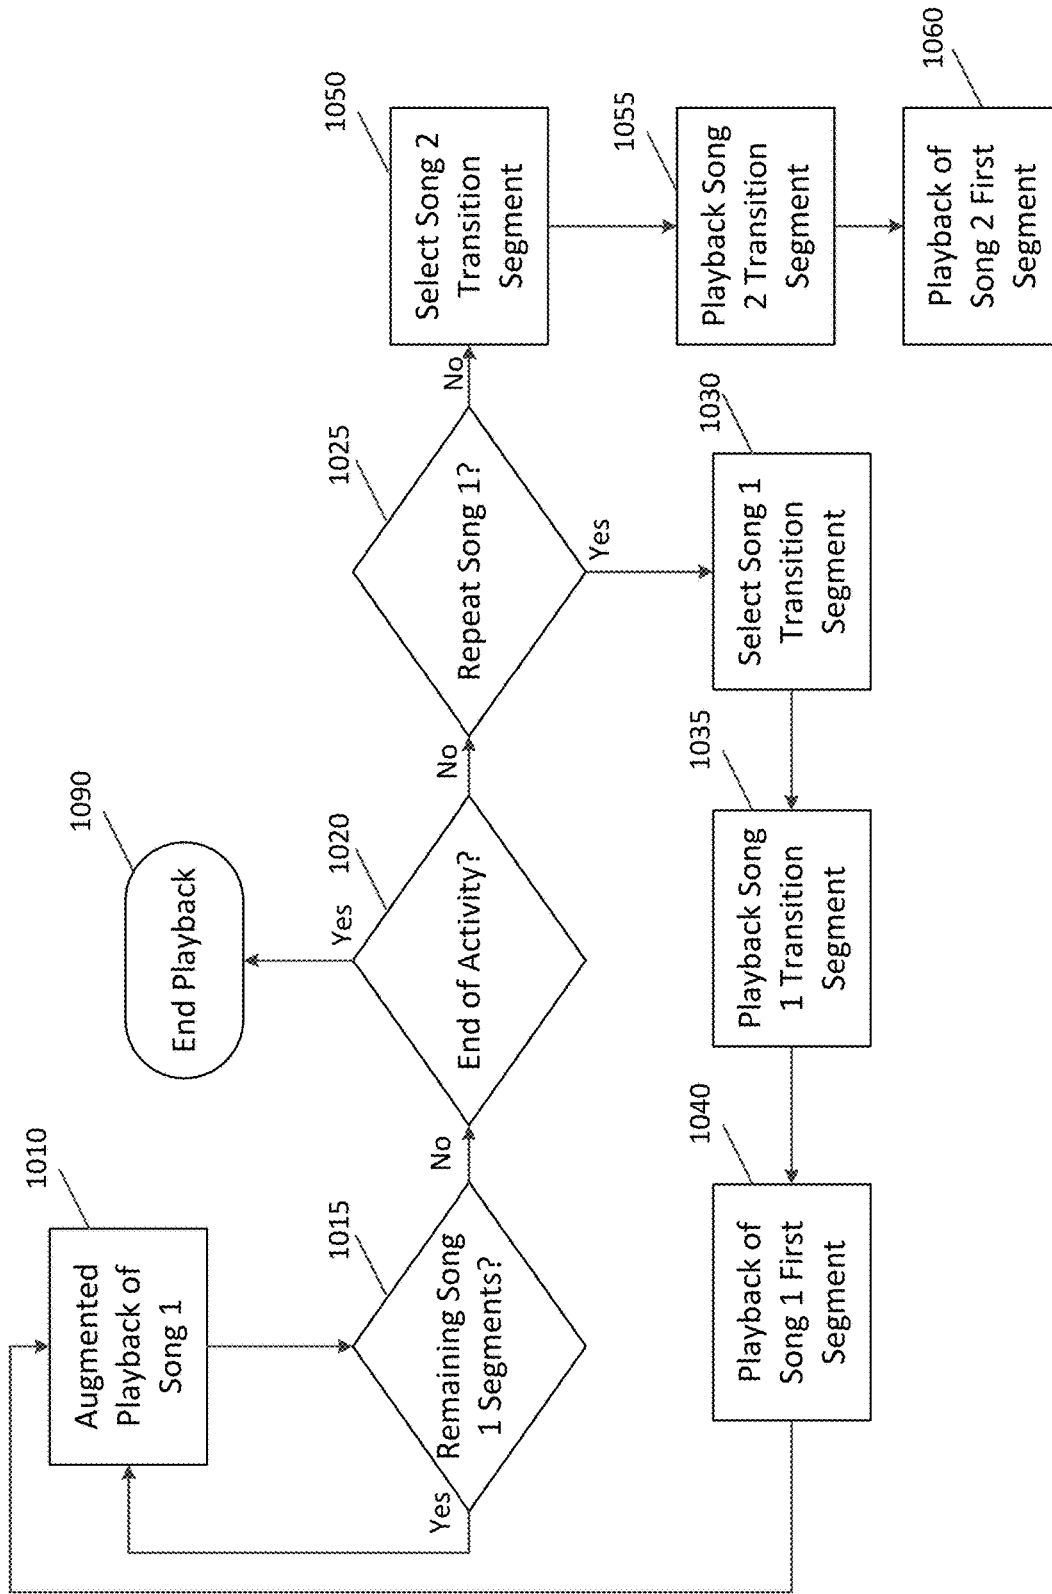 1010
Augmented
Playback of
Song 1
1015
Remaining Song
1 Segments?
Yes
No
1020
End of Activity?
Yes
No
1090
End Playback
1025
Repeat Song 1?
No
Yes
1050
Select Song 2
Transition
Segment
1055
Playback Song
2 Transition
Segment
1060
Playback of
Song 2 First
Segment
1030
Select Song 1
Transition
Segment
1035
Playback Song
1 Transition
Segment
1040
Playback of
Song 1 First
Segment